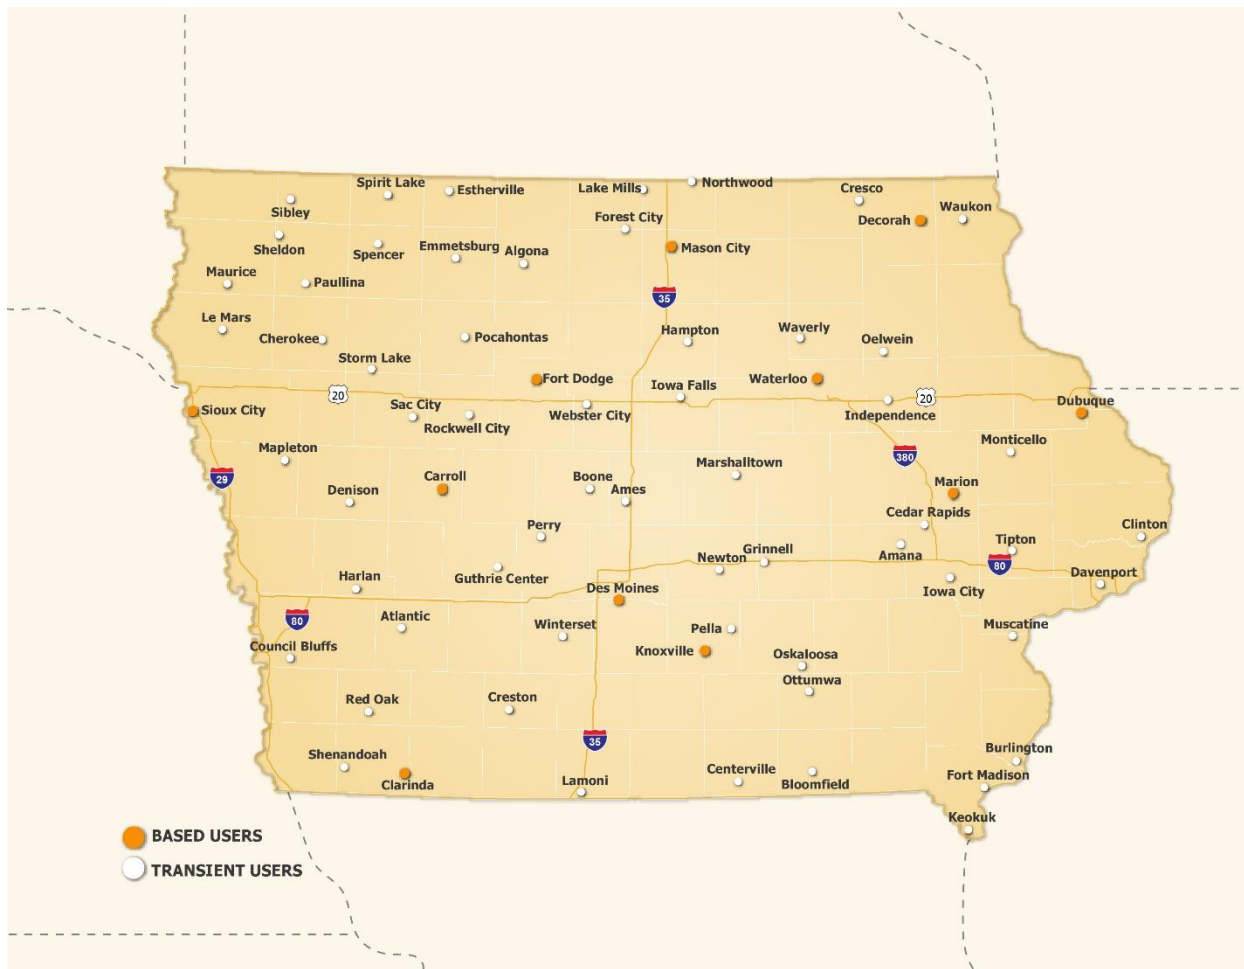 Spirit Lake
Estherville
Lake Mills
Northwood
Cresco
Sibley
Forest City
Decorah
Waukon
Sheldon
Spencer
Emmetsburg
Algona
Mason City
Maurice
Paullina
35
Le Mars
Cherokee
Pocahontas
Hampton
Waverly
Oelwein
Storm Lake
Fort Dodge
Iowa Falls
Waterloo
20
20
Sioux City
Sac City
Rockwell City
Webster City
Independence
Dubuque
Mapleton
Monticello
29
Carroll
Boone
Marshalltown
380
Denison
Ames
Marion
Perry
Cedar Rapids
Clinton
Harlan
Guthrie Center
Newton
Grinnell
Amana
Tipton
80
Des Moines
Iowa City
Davenport
80
Atlantic
Winterset
Pella
Muscatine
Council Bluffs
Knoxville
Oskaloosa
Ottumwa
Red Oak
Creston
35
Shenandoah
Burlington
Clarinda
Lamoni
Centerville
Bloomfield
Fort Madison
Keokuk
BASED USERS
TRANSIENT USERS